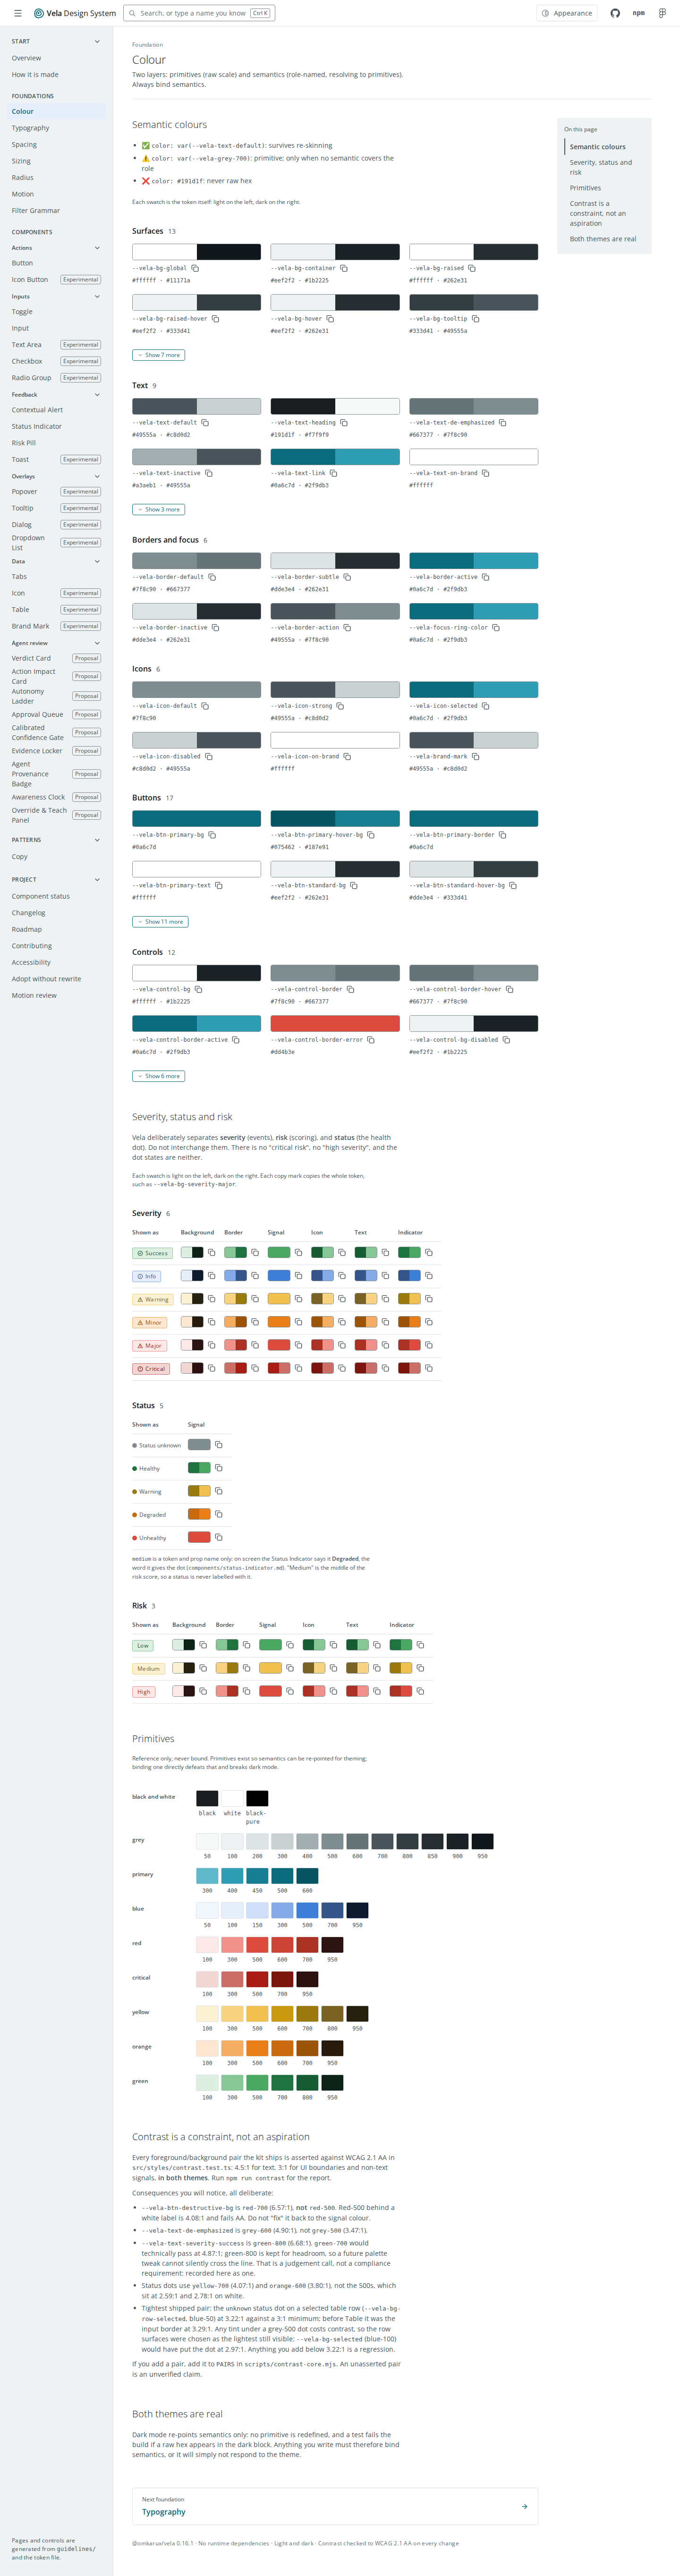 Vela Design System
Search, or type a name you know
Ctrl K
Appearance
npm
START
Overview
How it is made
FOUNDATIONS
Colour
Typography
Spacing
Sizing
Radius
Motion
Filter Grammar
COMPONENTS
Actions
Button
Icon Button Experimental
Inputs
Toggle
Input
Text Area Experimental
Checkbox Experimental
Radio Group Experimental
Feedback
Contextual Alert
Status Indicator
Risk Pill
Toast Experimental
Overlays
Popover Experimental
Tooltip Experimental
Dialog Experimental
Dropdown
List
Experimental
Data
Tabs
Icon Experimental
Table Experimental
Brand Mark Experimental
Agent review
Verdict Card Proposal
Action Impact
Card
Proposal
Autonomy
Ladder
Proposal
Approval Queue Proposal
Calibrated
Confidence Gate
Proposal
Evidence Locker Proposal
Agent
Provenance
Badge
Proposal
Awareness Clock Proposal
Override & Teach
Panel
Proposal
PATTERNS
Copy
PROJECT
Component status
Changelog
Roadmap
Contributing
Accessibility
Adopt without rewrite
Motion review
Pages and controls are
generated from guidelines/
and the token file.
Foundation
Colour
Two layers: primitives (raw scale) and semantics (role-named, resolving to primitives).
Always bind semantics.
On this page
Semantic colours
Severity, status and
risk
Primitives
Contrast is a
constraint, not an
aspiration
Both themes are real
Semantic colours
• ✅ color: var(--vela-text-default): survives re-skinning
• ⚠️ color: var(--vela-grey-700): primitive; only when no semantic covers the
role
• ❌ color: #191d1f: never raw hex
Each swatch is the token itself: light on the left, dark on the right.
Surfaces 13
--vela-bg-global --vela-bg-container --vela-bg-raised
#ffffff · #11171a #eef2f2 · #1b2225 #ffffff · #262e31
--vela-bg-raised-hover --vela-bg-hover --vela-bg-tooltip
#eef2f2 · #333d41 #eef2f2 · #262e31 #333d41 · #49555a
Show 7 more
Text 9
--vela-text-default --vela-text-heading --vela-text-de-emphasized
#49555a · #c8d0d2 #191d1f · #f7f9f9 #667377 · #7f8c90
--vela-text-inactive --vela-text-link --vela-text-on-brand
#a3aeb1 · #49555a #0a6c7d · #2f9db3 #ffffff
Show 3 more
Borders and focus 6
--vela-border-default --vela-border-subtle --vela-border-active
#7f8c90 · #667377 #dde3e4 · #262e31 #0a6c7d · #2f9db3
--vela-border-inactive --vela-border-action --vela-focus-ring-color
#dde3e4 · #262e31 #49555a · #7f8c90 #0a6c7d · #2f9db3
Icons 6
--vela-icon-default --vela-icon-strong --vela-icon-selected
#7f8c90 #49555a · #c8d0d2 #0a6c7d · #2f9db3
--vela-icon-disabled --vela-icon-on-brand --vela-brand-mark
#c8d0d2 · #49555a #ffffff #49555a · #c8d0d2
Buttons 17
--vela-btn-primary-bg --vela-btn-primary-hover-bg --vela-btn-primary-border
#0a6c7d #075462 · #187e91 #0a6c7d
--vela-btn-primary-text --vela-btn-standard-bg --vela-btn-standard-hover-bg
#ffffff #eef2f2 · #262e31 #dde3e4 · #333d41
Show 11 more
Controls 12
--vela-control-bg --vela-control-border --vela-control-border-hover
#ffffff · #1b2225 #7f8c90 · #667377 #667377 · #7f8c90
--vela-control-border-active --vela-control-border-error --vela-control-bg-disabled
#0a6c7d · #2f9db3 #dd4b3e #eef2f2 · #1b2225
Show 6 more
Severity, status and risk
Vela deliberately separates severity (events), risk (scoring), and status (the health
dot). Do not interchange them. There is no "critical risk", no "high severity", and the
dot states are neither.
Each swatch is light on the left, dark on the right. Each copy mark copies the whole token,
such as --vela-bg-severity-major.
Severity 6
Shown as Background Border Signal Icon Text Indicator
Success
Info
Warning
Minor
Major
Critical
Status 5
Shown as Signal
Status unknown
Healthy
Warning
Degraded
Unhealthy
medium is a token and prop name only: on screen the Status Indicator says it Degraded, the
word it gives the dot (components/status-indicator.md). "Medium" is the middle of the
risk score, so a status is never labelled with it.
Risk 3
Shown as Background Border Signal Icon Text Indicator
Low
Medium
High
Primitives
Reference only, never bound. Primitives exist so semantics can be re-pointed for theming;
binding one directly defeats that and breaks dark mode.
black and white
black white black-
pure
grey
50 100 200 300 400 500 600 700 800 850 900 950
primary
300 400 450 500 600
blue
50 100 150 300 500 700 950
red
100 300 500 600 700 950
critical
100 300 500 700 950
yellow
100 300 500 600 700 800 950
orange
100 300 500 600 700 950
green
100 300 500 700 800 950
Contrast is a constraint, not an aspiration
Every foreground/background pair the kit ships is asserted against WCAG 2.1 AA in
src/styles/contrast.test.ts: 4.5:1 for text, 3:1 for UI boundaries and non-text
signals, in both themes. Run npm run contrast for the report.
Consequences you will notice, all deliberate:
• --vela-btn-destructive-bg is red-700 (6.57:1), not red-500. Red-500 behind a
white label is 4.08:1 and fails AA. Do not "fix" it back to the signal colour.
• --vela-text-de-emphasized is grey-600 (4.90:1), not grey-500 (3.47:1).
• --vela-text-severity-success is green-800 (6.68:1). green-700 would
technically pass at 4.87:1; green-800 is kept for headroom, so a future palette
tweak cannot silently cross the line. That is a judgement call, not a compliance
requirement; recorded here as one.
• Status dots use yellow-700 (4.07:1) and orange-600 (3.80:1), not the 500s, which
sit at 2.59:1 and 2.78:1 on white.
• Tightest shipped pair: the unknown status dot on a selected table row (--vela-bg-
row-selected, blue-50) at 3.22:1 against a 3:1 minimum; before Table it was the
input border at 3.29:1. Any tint under a grey-500 dot costs contrast, so the row
surfaces were chosen as the lightest still visible: --vela-bg-selected (blue-100)
would have put the dot at 2.97:1. Anything you add below 3.22:1 is a regression.
If you add a pair, add it to PAIRS in scripts/contrast-core.mjs. An unasserted pair
is an unverified claim.
Both themes are real
Dark mode re-points semantics only: no primitive is redefined, and a test fails the
build if a raw hex appears in the dark block. Anything you write must therefore bind
semantics, or it will simply not respond to the theme.
Next foundation
Typography
@omkarux/vela 0.16.1 · No runtime dependencies · Light and dark · Contrast checked to WCAG 2.1 AA on every change